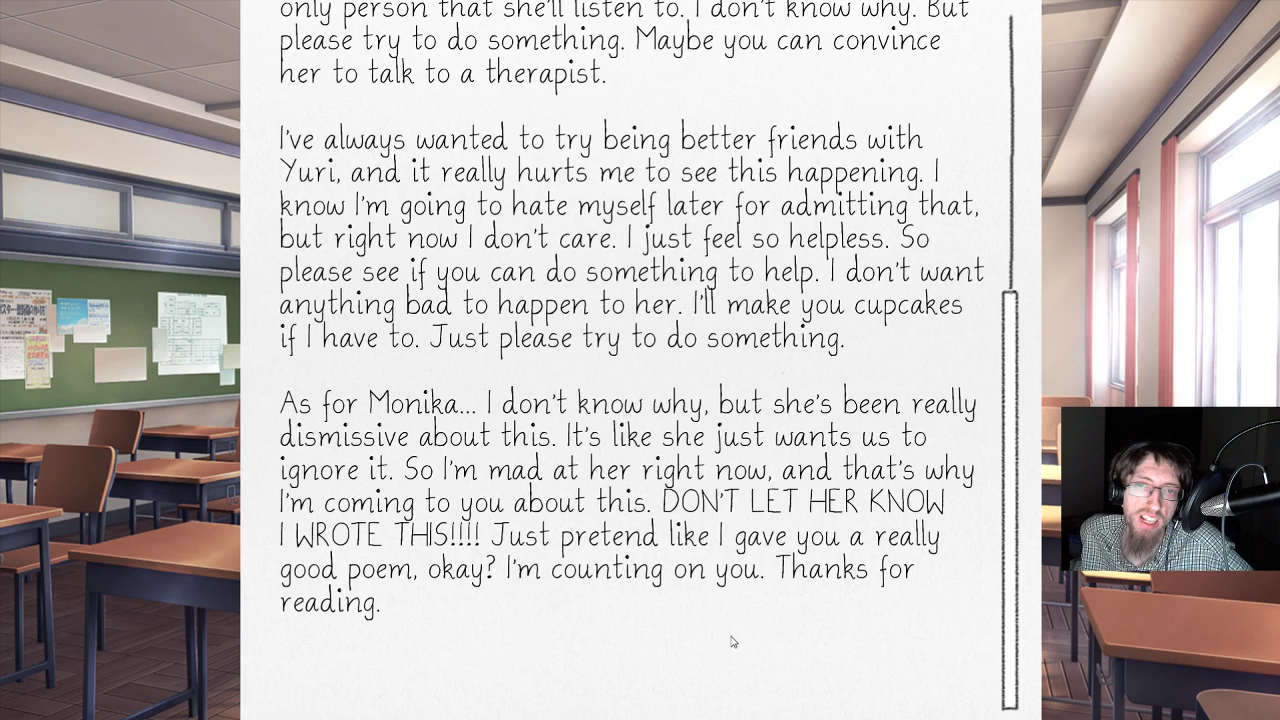 only person that she'll listen to. I don't know why. But
please try to do something. Maybe you can convince
her to talk to a therapist.
I've always wanted to try being better friends with
Yuri, and it really hurts me to see this happening. I
know I'm going to hate myself later for admitting that,
but right now I don't care. I just feel so helpless. So
please see if you can do something to help. I don't want
anything bad to happen to her. I'll make you cupcakes
if I have to. Just please try to do something.
As for Monika... I don't know why, but she's been really
dismissive about this. It's like she just wants us to
ignore it. So I'm mad at her right now, and that's why
I'm coming to you about this. DON'T LET HER KNOW
I WROTE THIS!!!! Just pretend like I gave you a really
good poem, okay? I'm counting on you. Thanks for
reading.